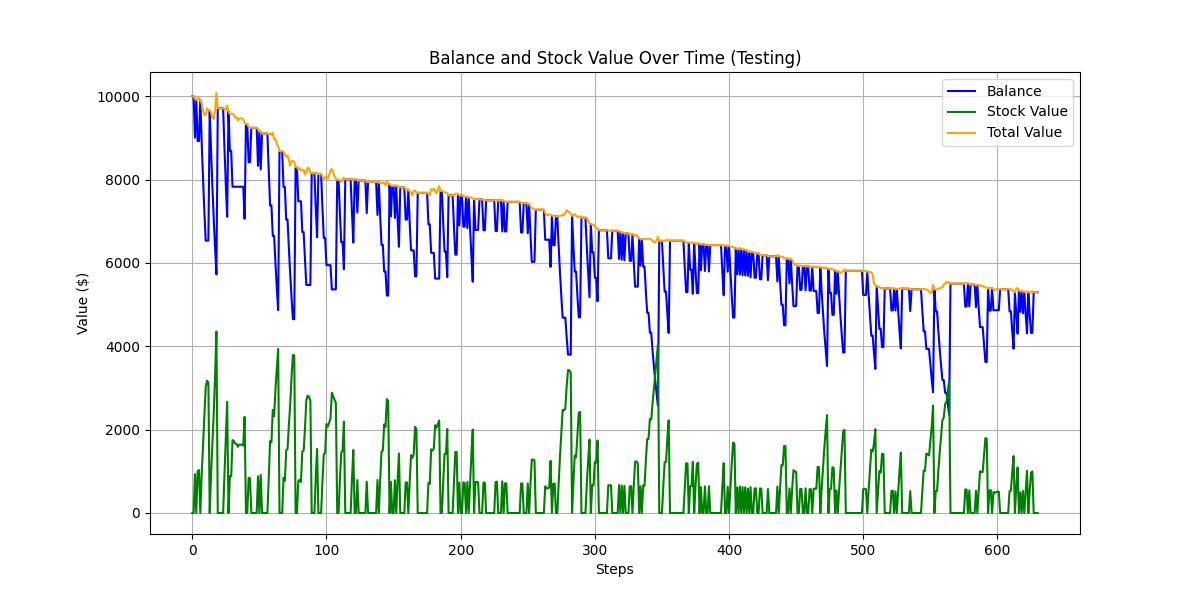 Balance and Stock Value Over Time (Testing)
Balance
Stock Value
Total Value
10000
8000
6000
4000
2000
0
Value ($)
0 100 200 300 400 500 600
Steps